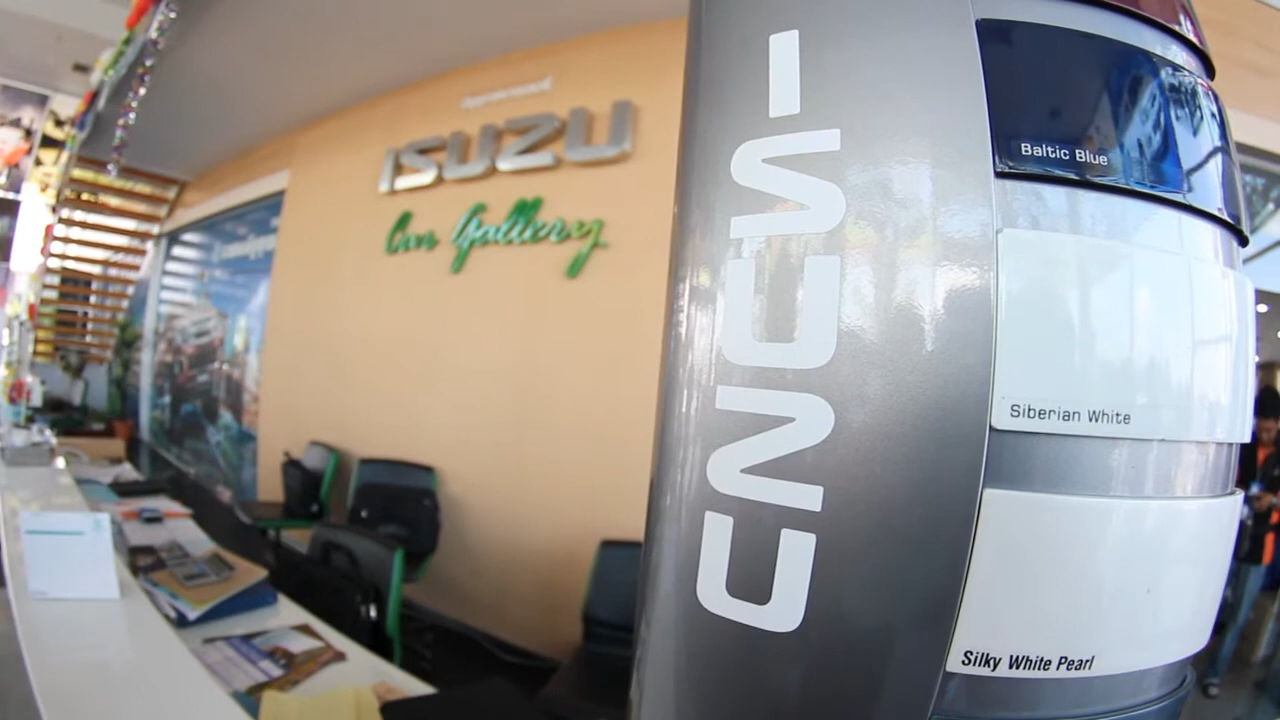 ISUZU
Car Gallery
ISUZU
Baltic Blue
Siberian White
Silky White Pearl